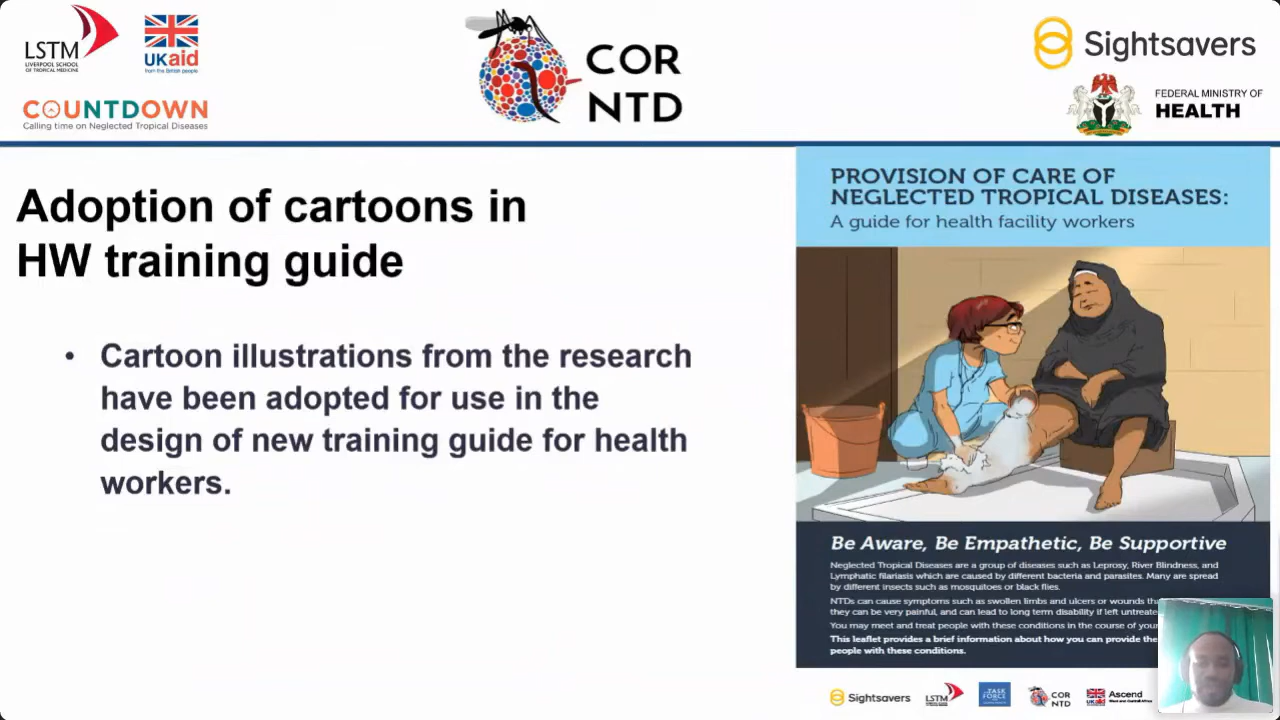 LSTM
LIVERPOOL SCHOOL
OF TROPICAL MEDICINE
UKaid
from the British people
COUNTDOWN
Calling time on Neglected Tropical Diseases
COR
NTD
Sightsavers
FEDERAL MINISTRY OF
HEALTH
Adoption of cartoons in
HW training guide
• Cartoon illustrations from the research
have been adopted for use in the
design of new training guide for health
workers.
PROVISION OF CARE OF
NEGLECTED TROPICAL DISEASES:
A guide for health facility workers
Be Aware, Be Empathetic, Be Supportive
Neglected Tropical Diseases are a group of diseases such as Leprosy, River Blindness, and
Lymphatic filariasis which are caused by different bacteria and parasites. Many are spread
by different insects such as mosquitoes or black flies.
NTDs can cause symptoms such as swollen limbs and ulcers or wounds
they can be very painful, and can lead to long term disability if left
You may meet and treat people with these conditions in the course of
This leaflet provides a brief information about how you can provide
people with these conditions.
Sightsavers
LSTM
TASK
FORCE
COR
NTD
UKaid
Ascend